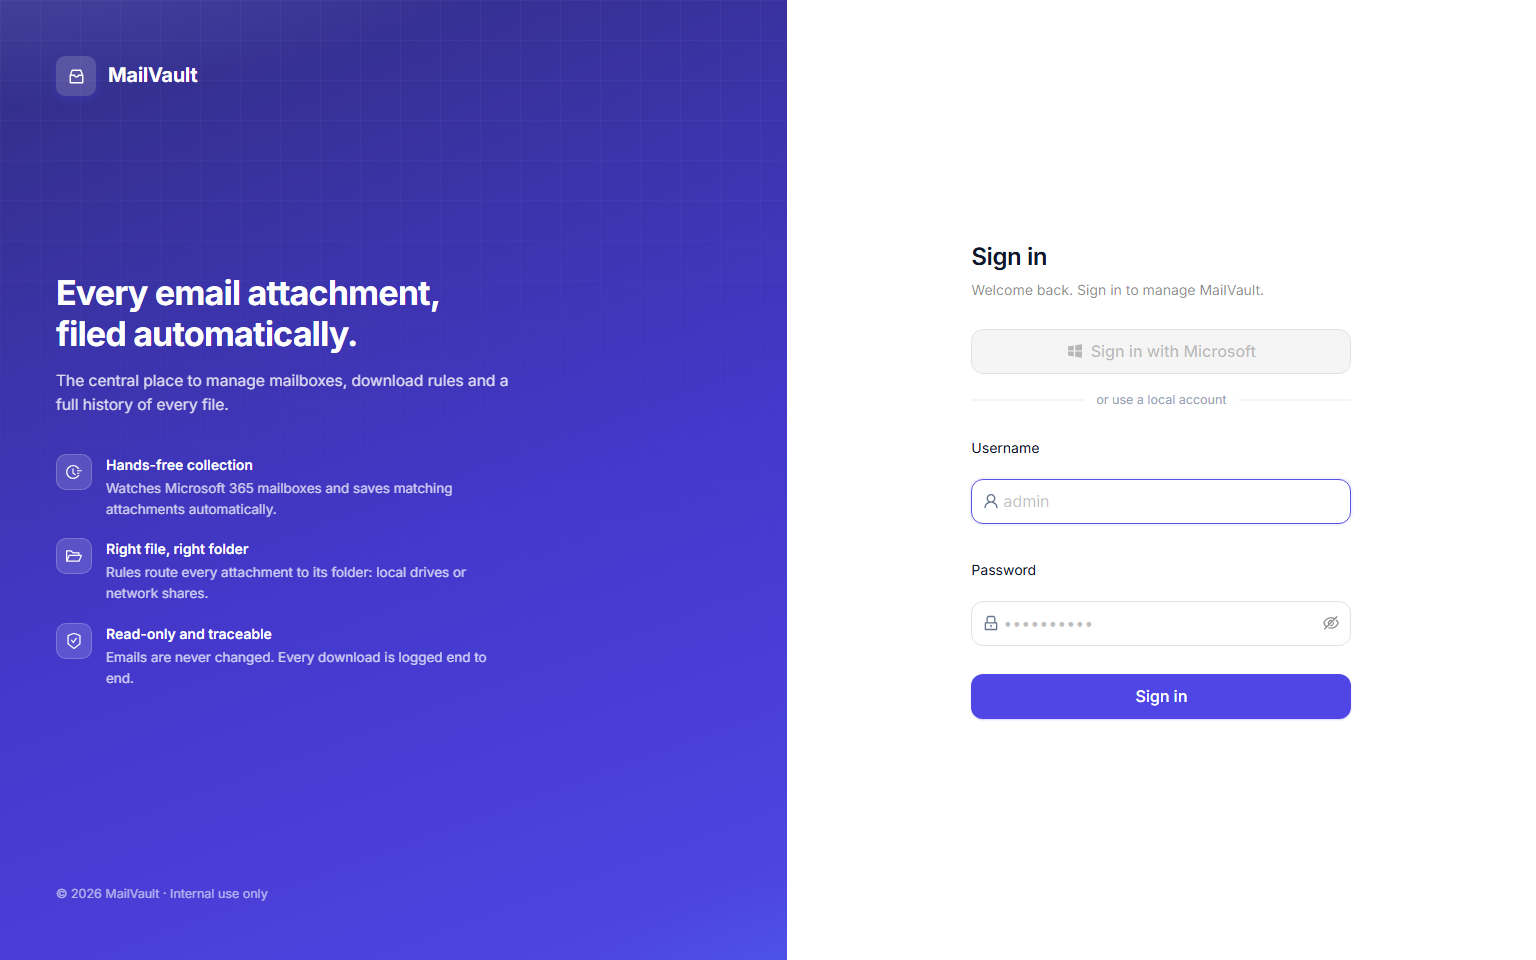 MailVault
Every email attachment,
filed automatically.
The central place to manage mailboxes, download rules and a
full history of every file.
Hands-free collection
Watches Microsoft 365 mailboxes and saves matching
attachments automatically.
Right file, right folder
Rules route every attachment to its folder: local drives or
network shares.
Read-only and traceable
Emails are never changed. Every download is logged end to
end.
© 2026 MailVault · Internal use only
Sign in
Welcome back. Sign in to manage MailVault.
Sign in with Microsoft
or use a local account
Username
admin
Password
••••••••••
Sign in